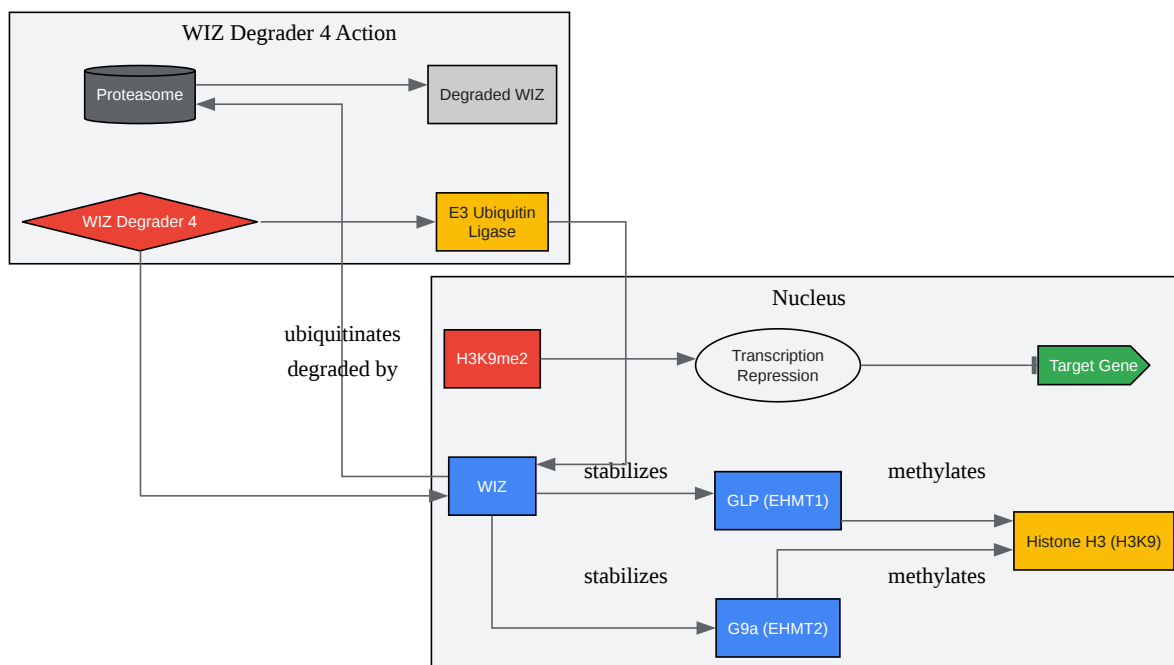 WIZ Degrader 4 Action
Proteasome
Degraded WIZ
WIZ Degrader 4
E3 Ubiquitin
Ligase
Nucleus
ubiquitinates
degraded by
H3K9me2
Transcription
Repression
Target Gene
WIZ
stabilizes
GLP (EHMT1)
methylates
Histone H3 (H3K9)
stabilizes
methylates
G9a (EHMT2)